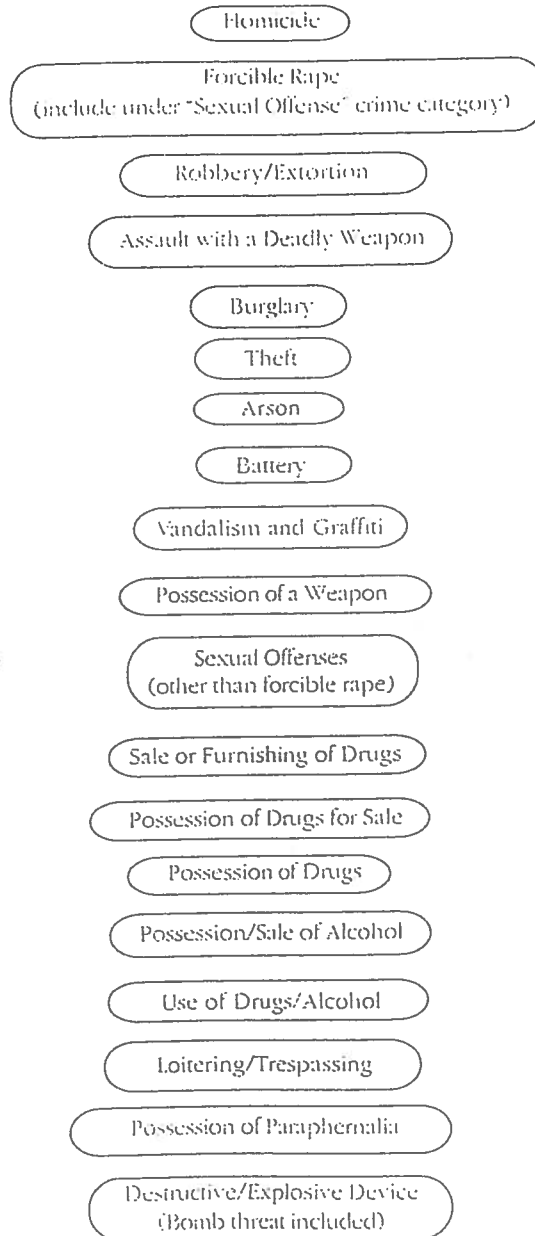 Homicide
Forcible Rape
(include under "Sexual Offense" crime category)
Robbery/Extortion
Assault with a Deadly Weapon
Burglary
Theft
Arson
Battery
Vandalism and Graffiti
Possession of a Weapon
Sexual Offenses
(other than forcible rape)
Sale or Furnishing of Drugs
Possession of Drugs for Sale
Possession of Drugs
Possession/Sale of Alcohol
Use of Drugs/Alcohol
Loitering/Trespassing
Possession of Paraphernalia
Destructive/Explosive Device
(Bomb threat included)